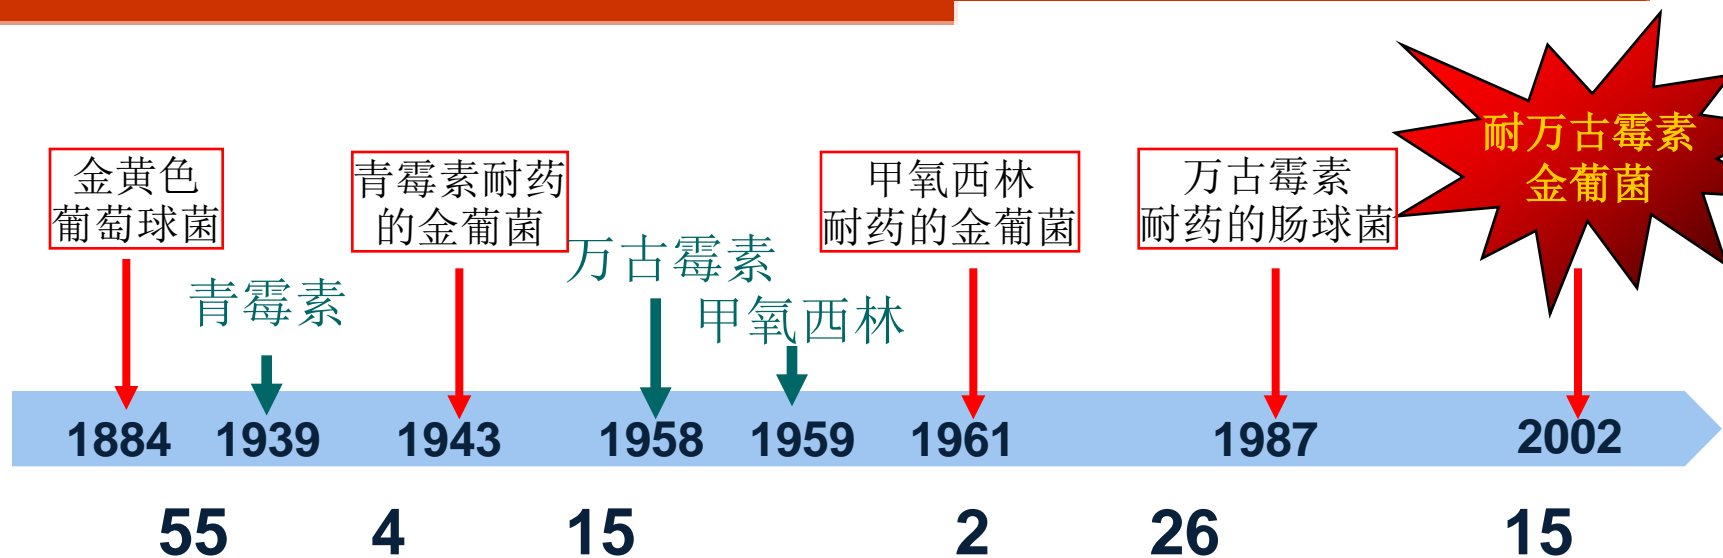 耐万古霉素
金葡菌
金黄色
葡萄球菌
青霉素耐药
的金葡菌
甲氧西林
耐药的金葡菌
万古霉素
耐药的肠球菌
青霉素
万古霉素
甲氧西林
1884 1939 1943 1958 1959 1961 1987 2002
55 4 15 2 26 15